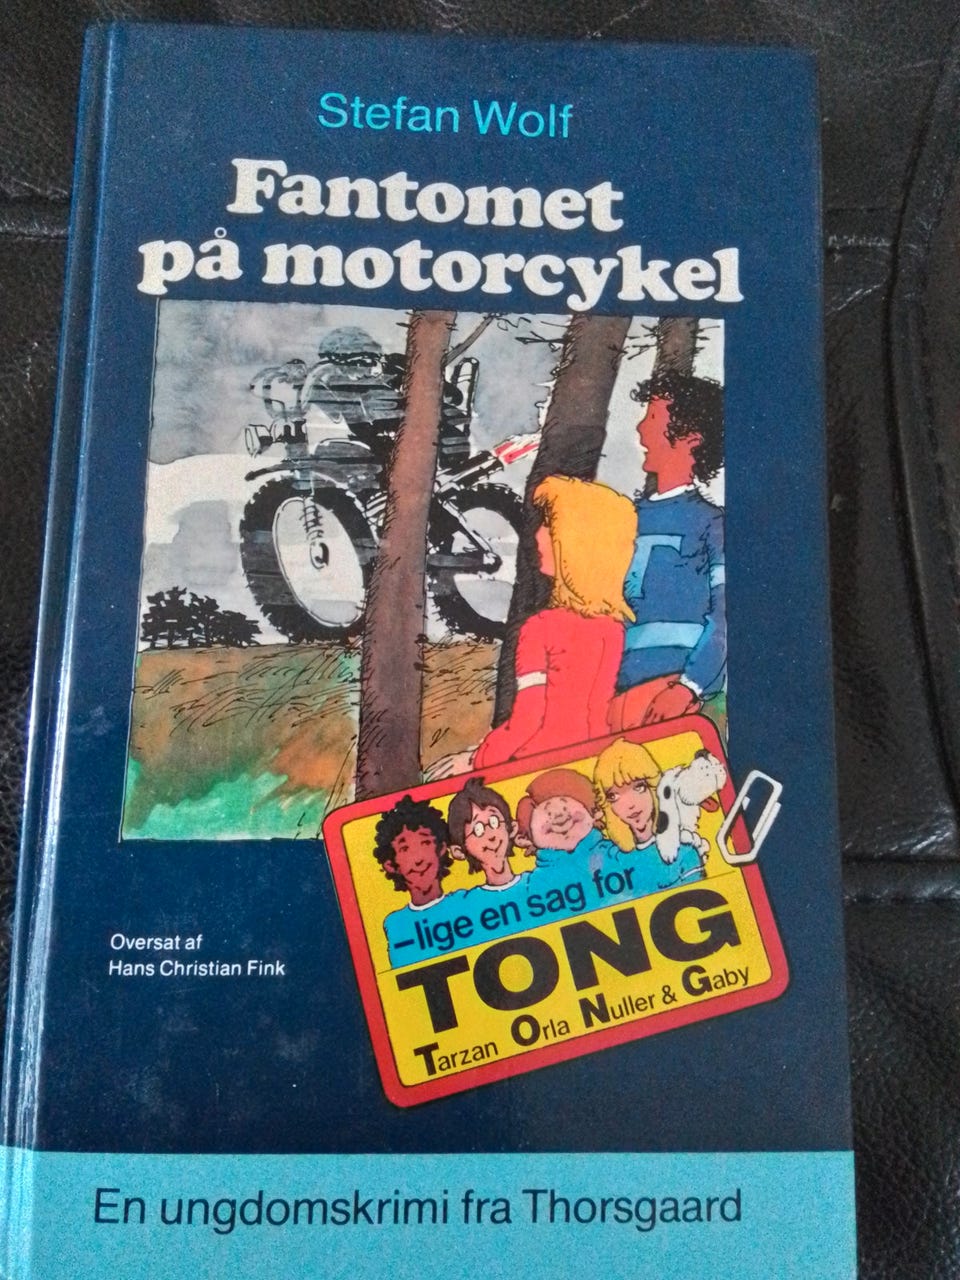 Stefan Wolf
Fantomet
på motorcykel
–lige en sag for
TONG
Tarzan Orla Nuller & Gaby
Oversat af
Hans Christian Fink
En ungdomskrimi fra Thorsgaard